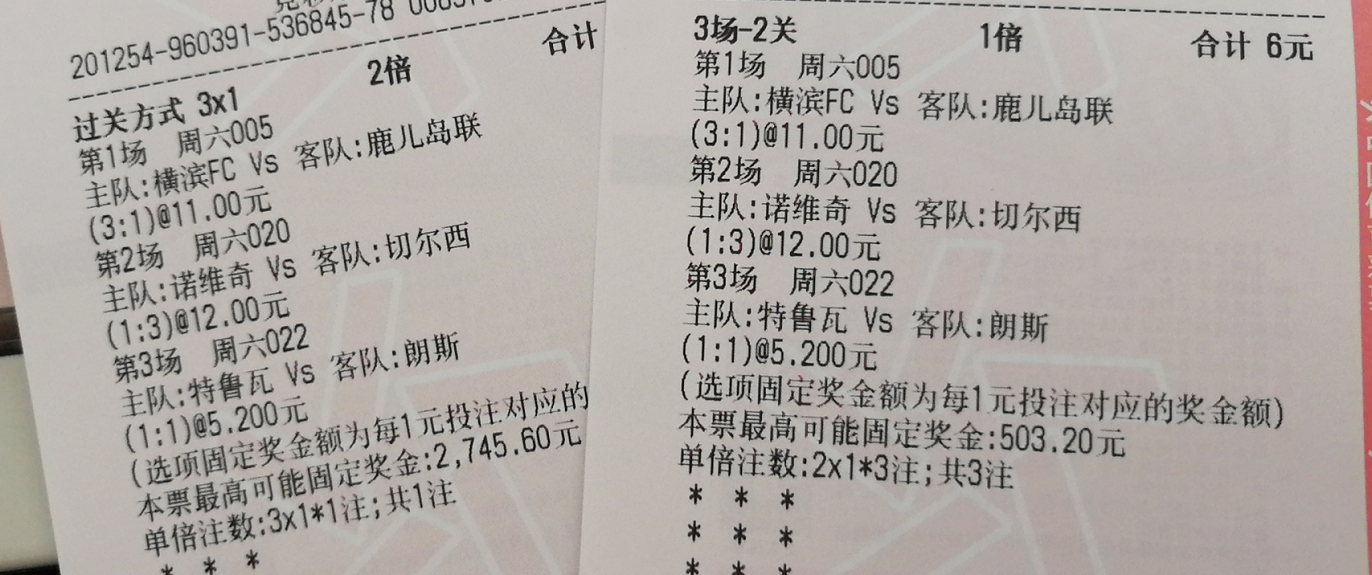 201254-960391-536845-78
合计
2倍
过关方式 3x1
第1场 周六005
主队:横滨FC Vs 客队:鹿儿岛联
(3:1)@11.00元
第2场 周六020
主队:诺维奇 Vs 客队:切尔西
(1:3)@12.00元
第3场 周六022
主队:特鲁瓦 Vs 客队:朗斯
(1:1)@5.200元
(选项固定奖金额为每1元投注对应的
本票最高可能固定奖金:2,745.60元
单倍注数:3x1*1注;共1注
* * *
3场-2关 1倍 合计 6元
第1场 周六005
主队:横滨FC Vs 客队:鹿儿岛联
(3:1)@11.00元
第2场 周六020
主队:诺维奇 Vs 客队:切尔西
(1:3)@12.00元
第3场 周六022
主队:特鲁瓦 Vs 客队:朗斯
(1:1)@5.200元
(选项固定奖金额为每1元投注对应的奖金额)
本票最高可能固定奖金:503.20元
单倍注数:2x1*3注;共3注
* * *
* * *
* * *